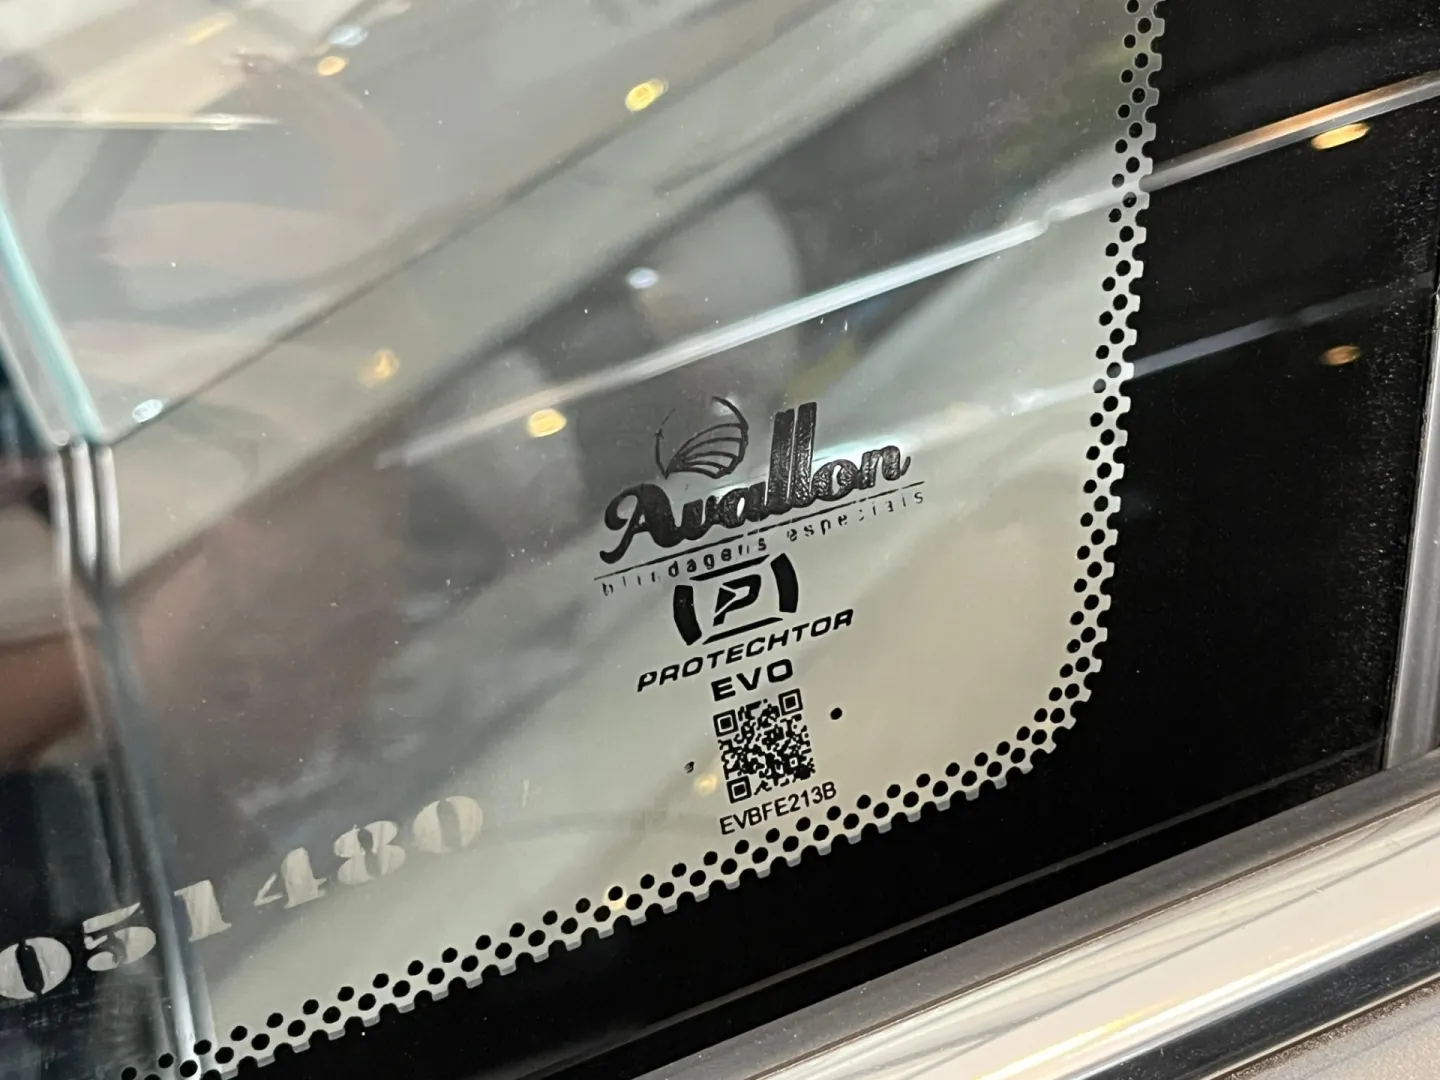 Avallon
blindagens especiais
PROTECHTOR
EVO
EVBFE213B
051480